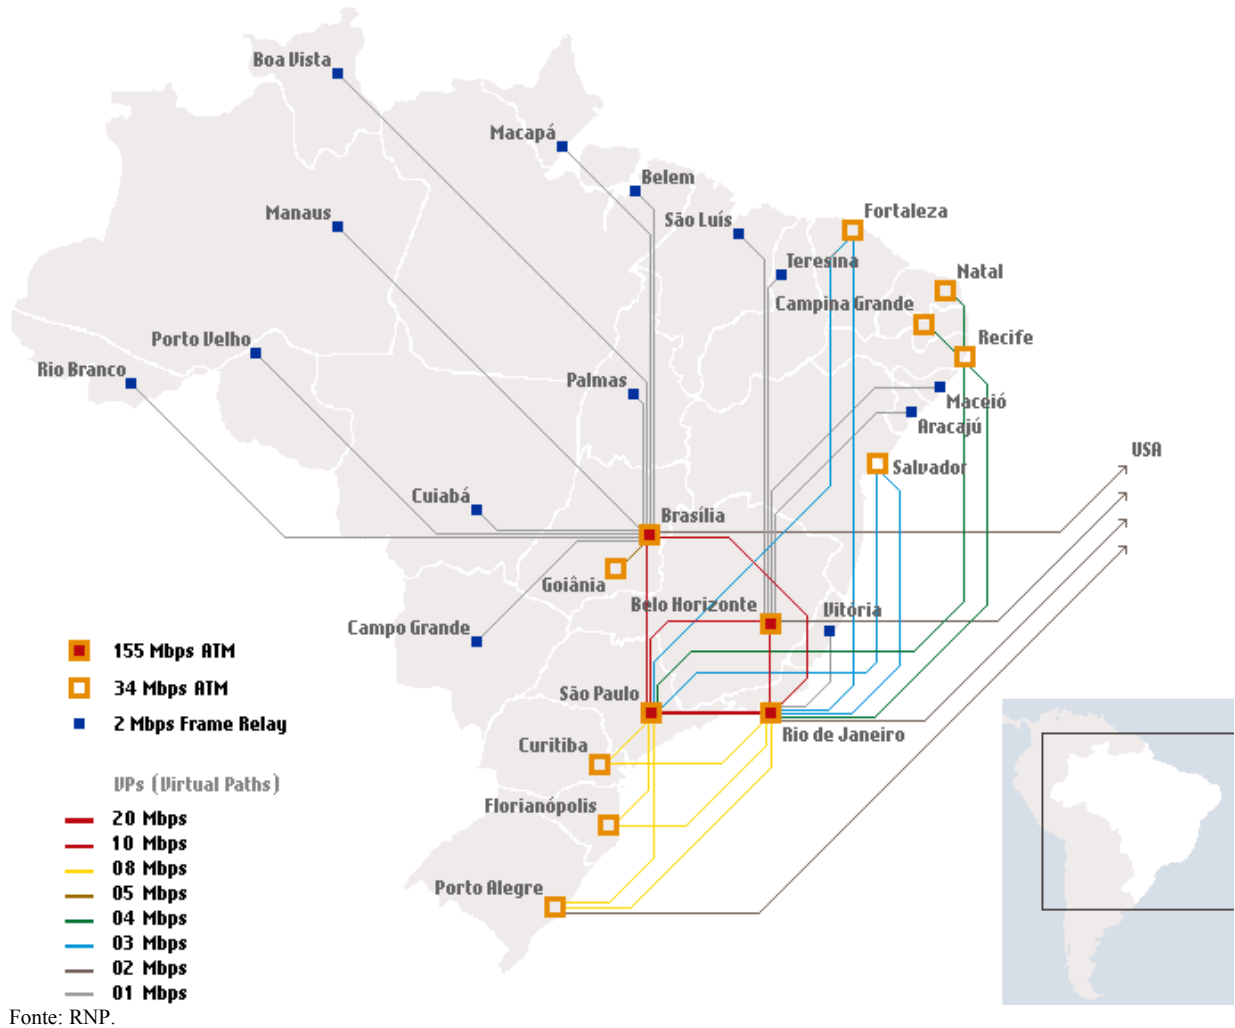 Boa Vista
Macapá
Belem
Manaus
São Luís
Fortaleza
Teresina
Natal
Campina Grande
Porto Velho
Recife
Rio Branco
Palmas
Maceió
Aracajú
USA
Salvador
Cuiabá
Brasília
Goiânia
Belo Horizonte
Vitória
Campo Grande
155 Mbps ATM
34 Mbps ATM
São Paulo
2 Mbps Frame Relay
Rio de Janeiro
Curitiba
VPs (Virtual Paths)
Florianópolis
20 Mbps
10 Mbps
08 Mbps
Porto Alegre
05 Mbps
04 Mbps
03 Mbps
02 Mbps
01 Mbps
Fonte: RNP.